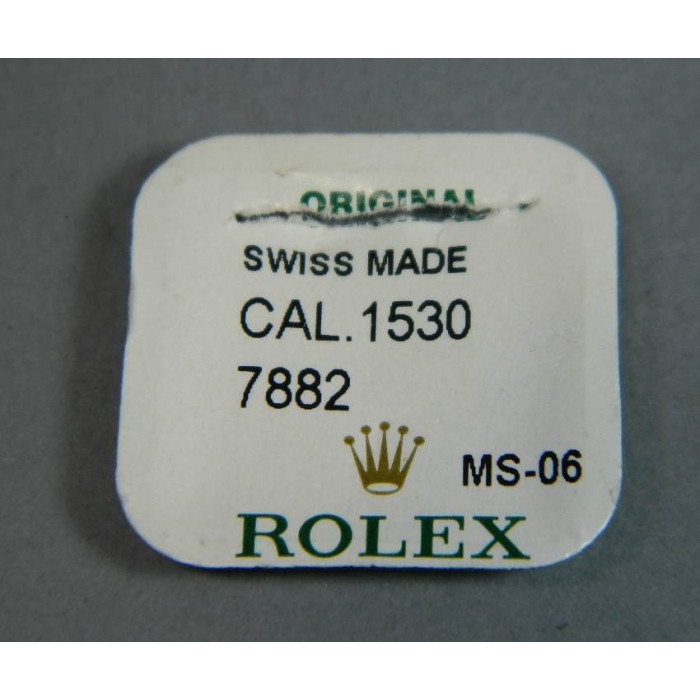 ORIGINAL
SWISS MADE
CAL.1530
7882
MS-06
ROLEX